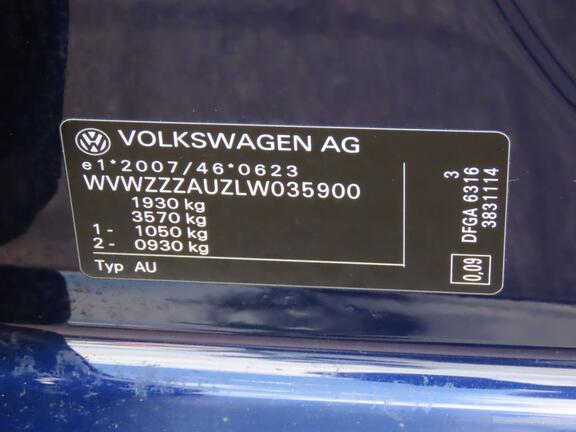 VOLKSWAGEN AG
e1*2007/46*0623
WVWZZZAUZLW035900
1930 kg
3570 kg
1- 1050 kg
2- 0930 kg
Typ AU
3
DFGA 6316
3831114
0,09